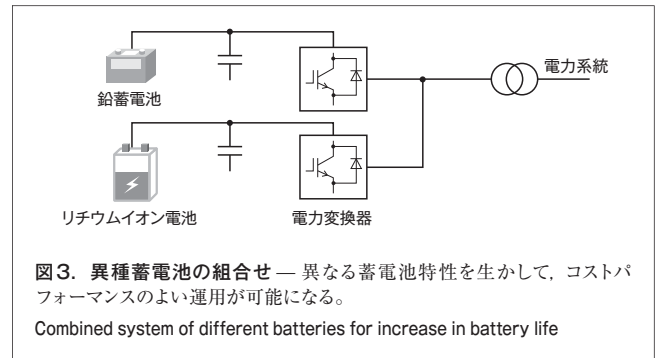 鉛蓄電池
電力系統
リチウムイオン電池
電力変換器
図3. 異種蓄電池の組合せ — 異なる蓄電池特性を生かして，コストパ
フォーマンスのよい運用が可能になる。
Combined system of different batteries for increase in battery life